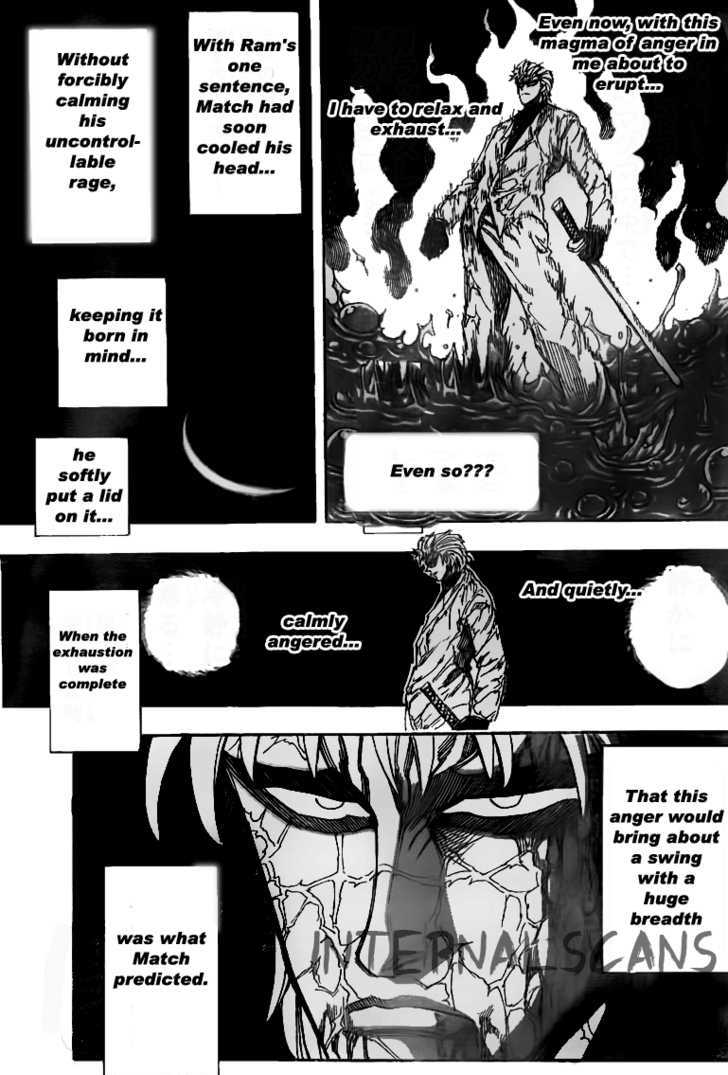 Even now, with this
magma of anger in
me about to
erupt...
I have to relax and
exhaust...
Even so???
With Ram's
one
sentence,
Match had
soon
cooled his
head...
Without
forcibly
calming
his
uncontrol-
lable
rage,
keeping it
born in
mind...
he
softly
put a lid
on it...
And quietly...
calmly
angered...
When the
exhaustion
was
complete
That this
anger would
bring about
a swing
with a
huge
breadth
was what
Match
predicted.
INTERNAL SCANS